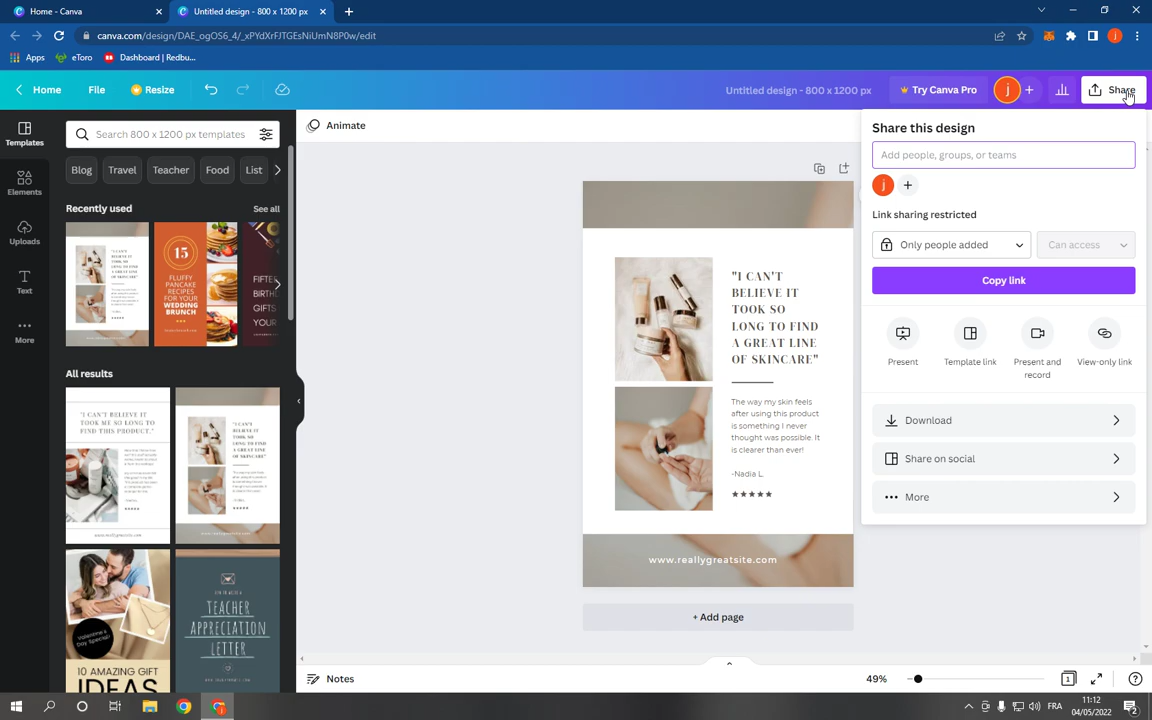 Home - Canva
Untitled design - 800 x 1200 px
canva.com/design/DAE_ogOS6_4/_xPYdXrFJTGEsNiUmN8P0w/edit
Apps
eToro
Dashboard | Redbu...
Home
File
Resize
Untitled design - 800 x 1200 px
Try Canva Pro
j
Share
Templates
Elements
Uploads
Text
More
Search 800 x 1200 px templates
Blog
Travel
Teacher
Food
List
Recently used
See all
15
FLUFFY
PANCAKE
RECIPES
FOR YOUR
WEDDING
BRUNCH
FIFTE
BIRTH
GIFTS
YOUR
All results
"I CAN'T BELIEVE IT
TOOK ME SO LONG TO
FIND THIS PRODUCT."
TEACHER
APPRECIATION
LETTER
10 AMAZING GIFT
IDEAS
Animate
"I CAN'T
BELIEVE IT
TOOK SO
LONG TO FIND
A GREAT LINE
OF SKINCARE"
The way my skin feels
after using this product
is something I never
thought was possible. It
is clearer than ever!
-Nadia L.
www.reallygreatsite.com
+ Add page
Notes
49%
1
Share this design
Add people, groups, or teams
j
Link sharing restricted
Only people added
Can access
Copy link
Present
Template link
Present and
record
View-only link
Download
Share on social
More
FRA
11:12
04/05/2022
2